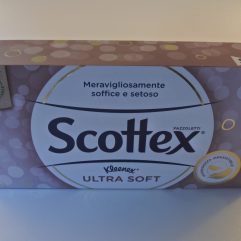 Meravigliosamente
soffice e setoso
Scottex
FAZZOLETTI
Kleenex
ULTRA SOFT